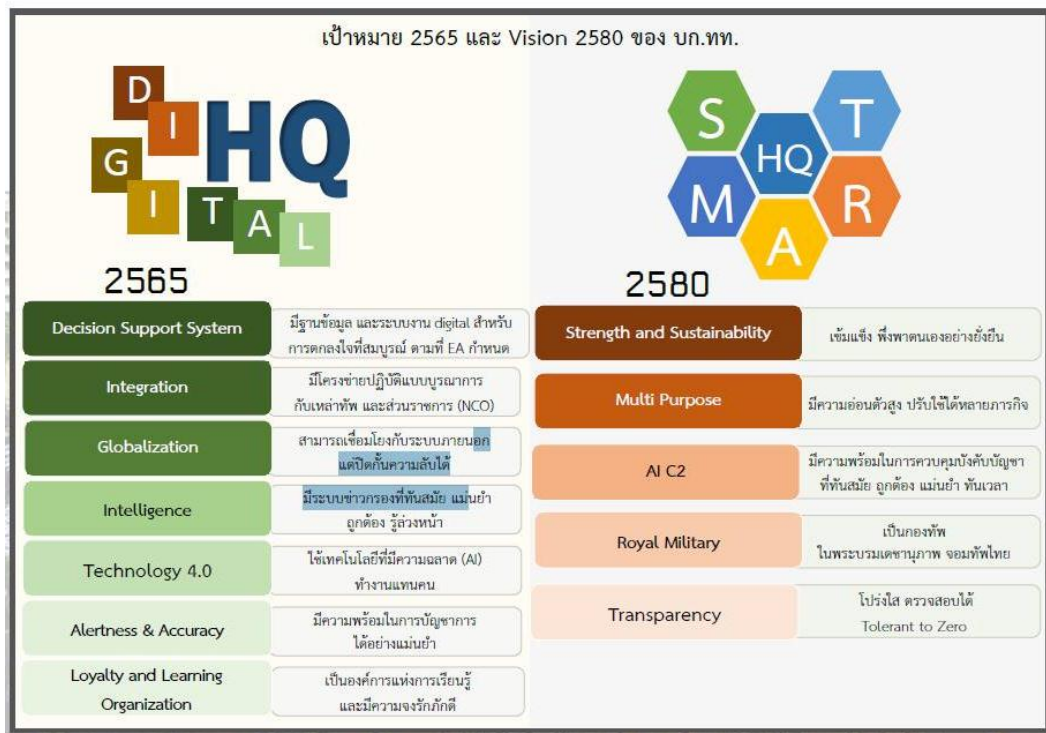 เป้าหมาย 2565 และ Vision 2580 ของ บก.ทท.
DIGITAL HQ
2565
Decision Support System
มีฐานข้อมูล และระบบงาน digital สำหรับ
การตกลงใจที่สมบูรณ์ ตามที่ EA กำหนด
Integration
มีโครงข่ายปฏิบัติแบบบูรณาการ
กับเหล่าทัพ และส่วนราชการ (NCO)
Globalization
สามารถเชื่อมโยงกับระบบภายนอก
แต่ปิดกั้นความลับได้
Intelligence
มีระบบข่าวกรองที่ทันสมัย แม่นยำ
ถูกต้อง รู้ล่วงหน้า
Technology 4.0
ใช้เทคโนโลยีที่มีความฉลาด (AI)
ทำงานแทนคน
Alertness & Accuracy
มีความพร้อมในการบัญชาการ
ได้อย่างแม่นยำ
Loyalty and Learning
Organization
เป็นองค์การแห่งการเรียนรู้
และมีความจงรักภักดี
SMART HQ
2580
Strength and Sustainability
เข้มแข็ง พึ่งพาตนเองอย่างยั่งยืน
Multi Purpose
มีความอ่อนตัวสูง ปรับใช้ได้หลายภารกิจ
AI C2
มีความพร้อมในการควบคุมบังคับบัญชา
ที่ทันสมัย ถูกต้อง แม่นยำ ทันเวลา
Royal Military
เป็นกองทัพ
ในพระบรมเดชานุภาพ จอมทัพไทย
Transparency
โปร่งใส ตรวจสอบได้
Tolerant to Zero